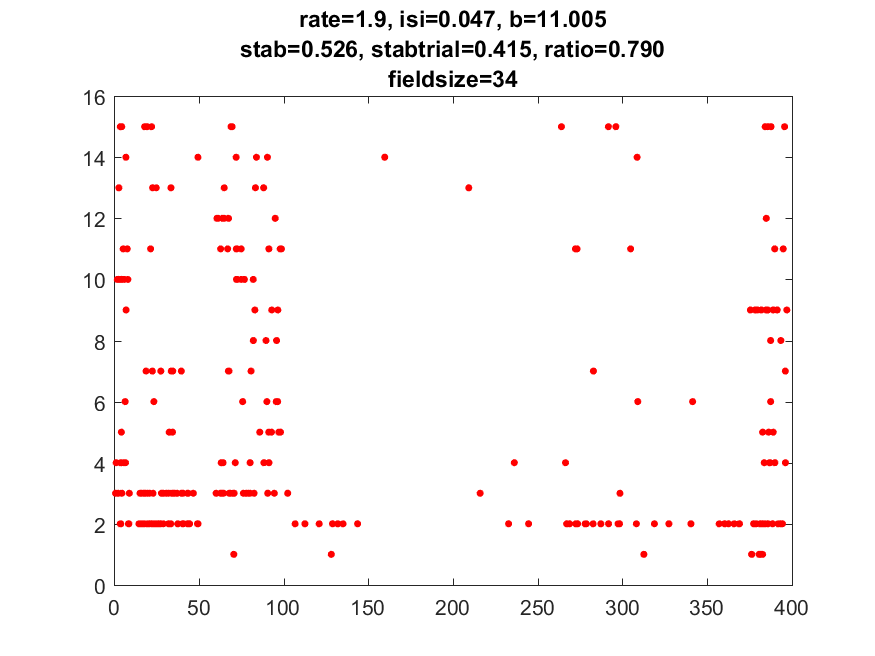 rate=1.9, isi=0.047, b=11.005
stab=0.526, stabtrial=0.415, ratio=0.790
fieldsize=34
16
14
12
10
8
6
4
2
0
0 50 100 150 200 250 300 350 400